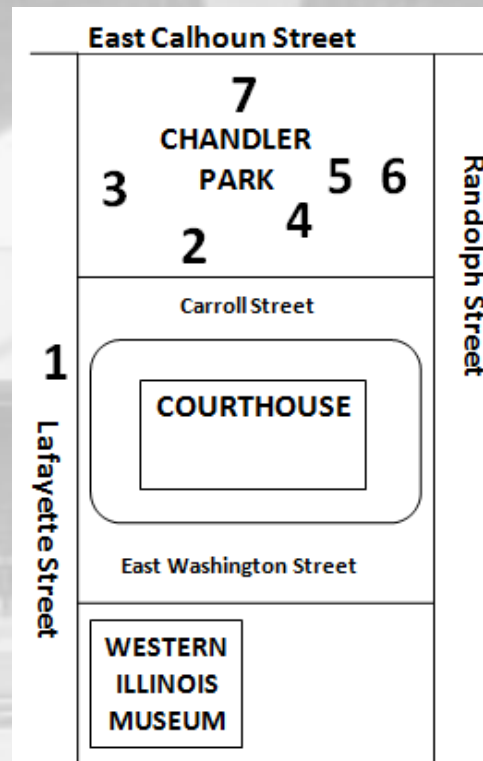 East Calhoun Street
7
CHANDLER
PARK
3
5 6
4
2
Randolph Street
Carroll Street
1
COURTHOUSE
Lafayette Street
East Washington Street
WESTERN
ILLINOIS
MUSEUM